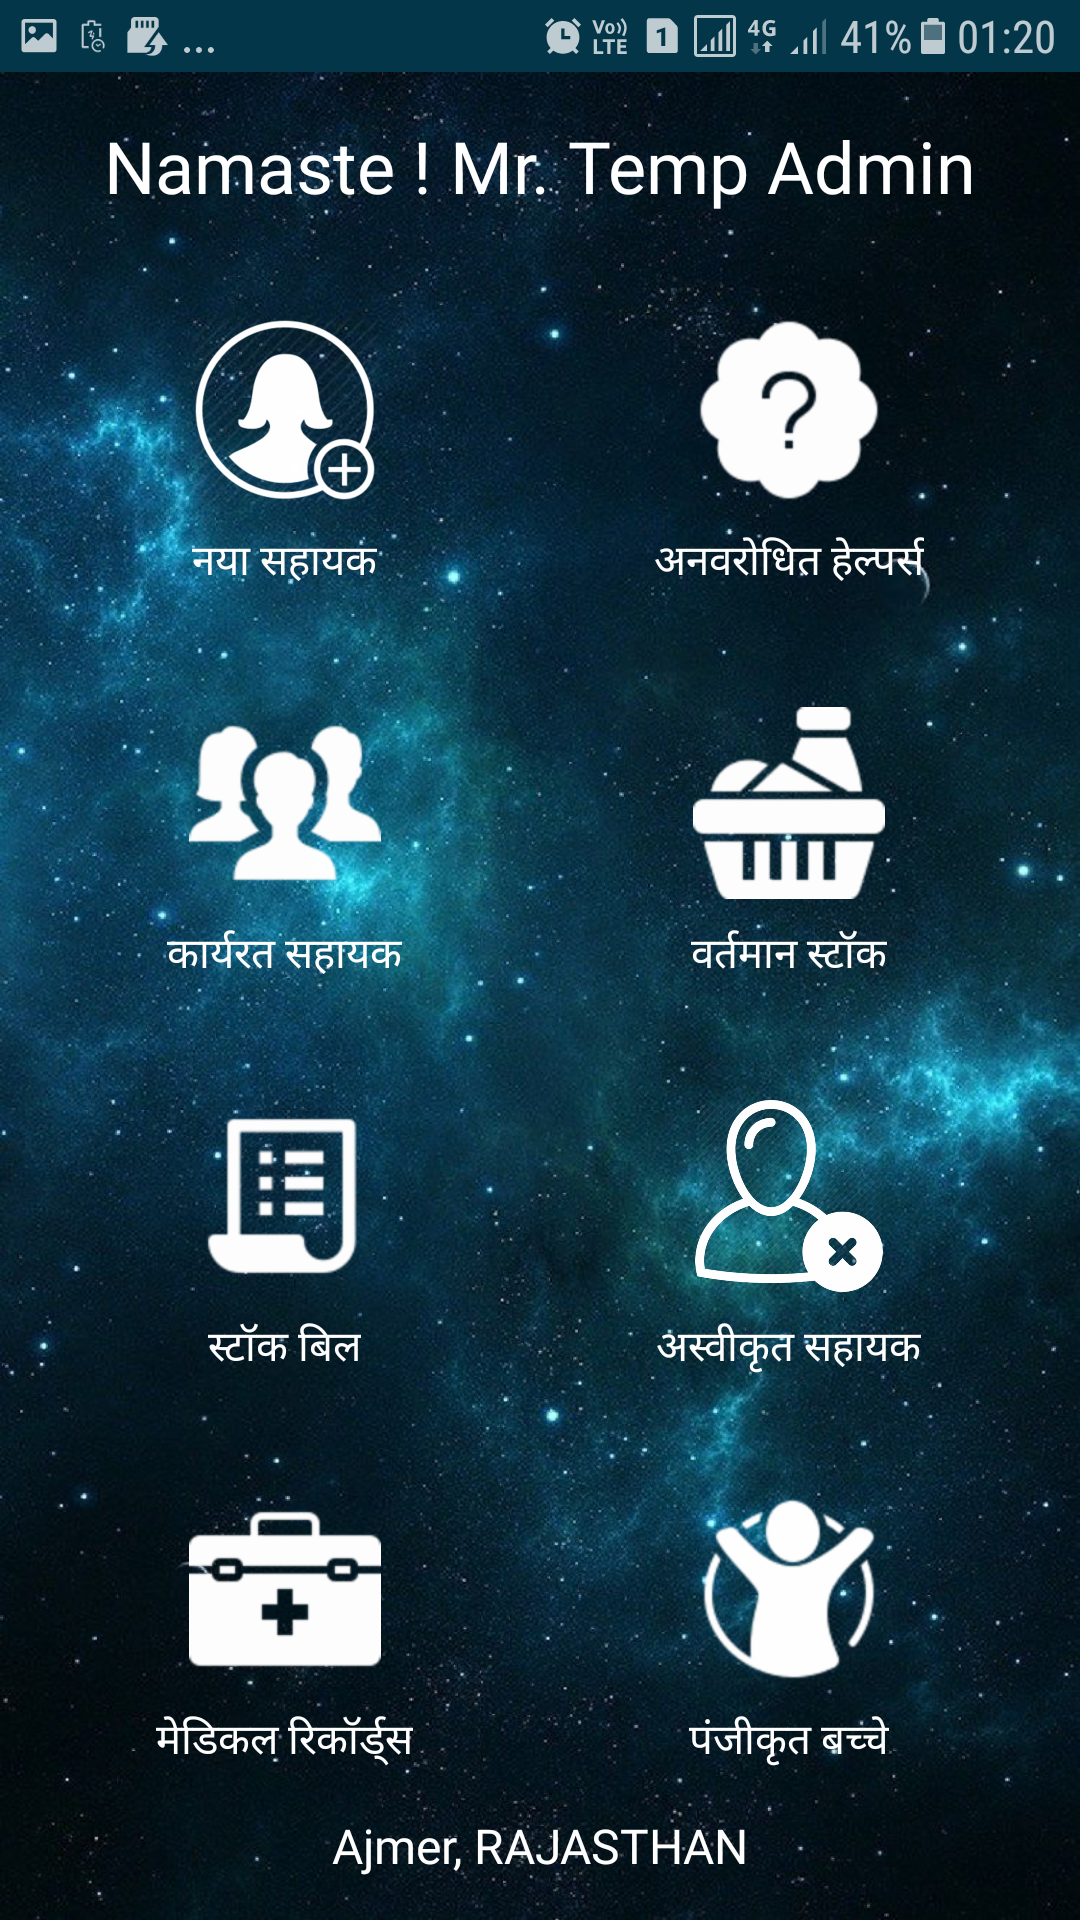 ... Vo)) LTE 1 4G 41% 01:20
Namaste ! Mr. Temp Admin
नया सहायक अनवरोधित हेल्पर्स
कार्यरत सहायक वर्तमान स्टॉक
स्टॉक बिल अस्वीकृत सहायक
मेडिकल रिकॉर्ड्स पंजीकृत बच्चे
Ajmer, RAJASTHAN